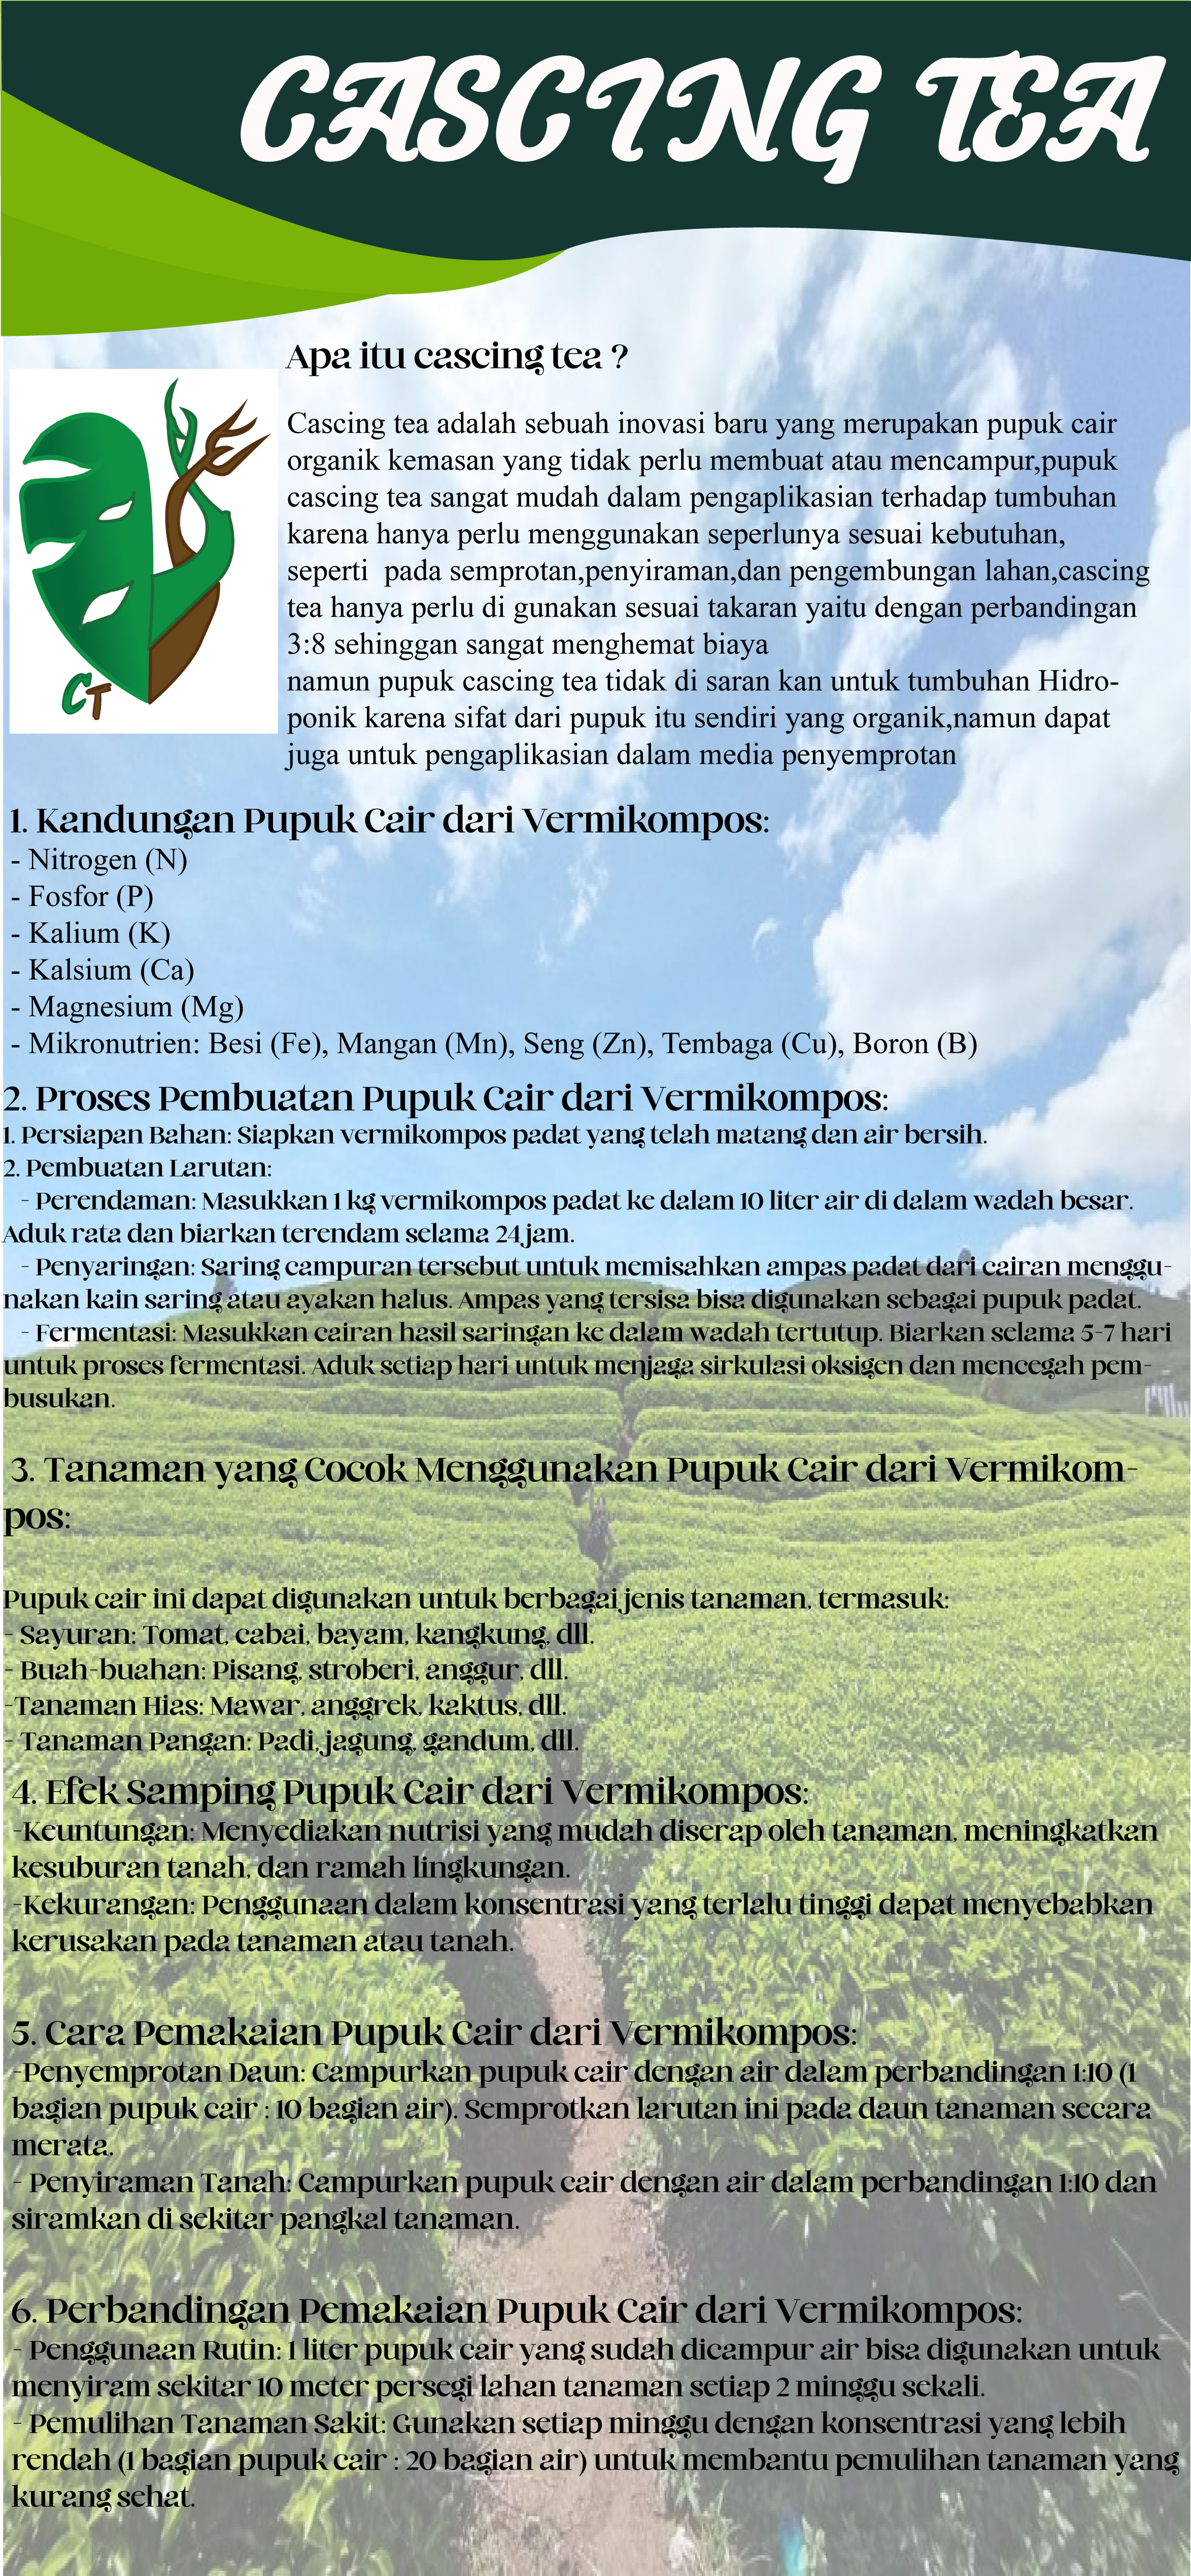 CASCING TEA
Apa itu cascing tea ?
Cascing tea adalah sebuah inovasi baru yang merupakan pupuk cair
organik kemasan yang tidak perlu membuat atau mencampur,pupuk
cascing tea sangat mudah dalam pengaplikasian terhadap tumbuhan
karena hanya perlu menggunakan seperlunya sesuai kebutuhan,
seperti  pada semprotan,penyiraman,dan pengembungan lahan,cascing
tea hanya perlu di gunakan sesuai takaran yaitu dengan perbandingan
3:8 sehinggan sangat menghemat biaya
namun pupuk cascing tea tidak di saran kan untuk tumbuhan Hidro-
ponik karena sifat dari pupuk itu sendiri yang organik,namun dapat
juga untuk pengaplikasian dalam media penyemprotan
CT
1. Kandungan Pupuk Cair dari Vermikompos:
- Nitrogen (N)
- Fosfor (P)
- Kalium (K)
- Kalsium (Ca)
- Magnesium (Mg)
- Mikronutrien: Besi (Fe), Mangan (Mn), Seng (Zn), Tembaga (Cu), Boron (B)
2. Proses Pembuatan Pupuk Cair dari Vermikompos:
1. Persiapan Bahan: Siapkan vermikompos padat yang telah matang dan air bersih.
2. Pembuatan Larutan:
- Perendaman: Masukkan 1 kg vermikompos padat ke dalam 10 liter air di dalam wadah besar.
Aduk rata dan biarkan terendam selama 24 jam.
- Penyaringan: Saring campuran tersebut untuk memisahkan ampas padat dari cairan menggu-
nakan kain saring atau ayakan halus. Ampas yang tersisa bisa digunakan sebagai pupuk padat.
- Fermentasi: Masukkan cairan hasil saringan ke dalam wadah tertutup. Biarkan selama 5-7 hari
untuk proses fermentasi. Aduk setiap hari untuk menjaga sirkulasi oksigen dan mencegah pem-
busukan.
3. Tanaman yang Cocok Menggunakan Pupuk Cair dari Vermikom-
pos:
Pupuk cair ini dapat digunakan untuk berbagai jenis tanaman, termasuk:
- Sayuran: Tomat, cabai, bayam, kangkung, dll.
- Buah-buahan: Pisang, stroberi, anggur, dll.
-Tanaman Hias: Mawar, anggrek, kaktus, dll.
- Tanaman Pangan: Padi, jagung, gandum, dll.
4. Efek Samping Pupuk Cair dari Vermikompos:
-Keuntungan: Menyediakan nutrisi yang mudah diserap oleh tanaman, meningkatkan
kesuburan tanah, dan ramah lingkungan.
-Kekurangan: Penggunaan dalam konsentrasi yang terlalu tinggi dapat menyebabkan
kerusakan pada tanaman atau tanah.
5. Cara Pemakaian Pupuk Cair dari Vermikompos:
-Penyemprotan Daun: Campurkan pupuk cair dengan air dalam perbandingan 1:10 (1
bagian pupuk cair : 10 bagian air). Semprotkan larutan ini pada daun tanaman secara
merata.
- Penyiraman Tanah: Campurkan pupuk cair dengan air dalam perbandingan 1:10 dan
siramkan di sekitar pangkal tanaman.
6. Perbandingan Pemakaian Pupuk Cair dari Vermikompos:
- Penggunaan Rutin: 1 liter pupuk cair yang sudah dicampur air bisa digunakan untuk
menyiram sekitar 10 meter persegi lahan tanaman setiap 2 minggu sekali.
- Pemulihan Tanaman Sakit: Gunakan setiap minggu dengan konsentrasi yang lebih
rendah (1 bagian pupuk cair : 20 bagian air) untuk membantu pemulihan tanaman yang
kurang sehat.